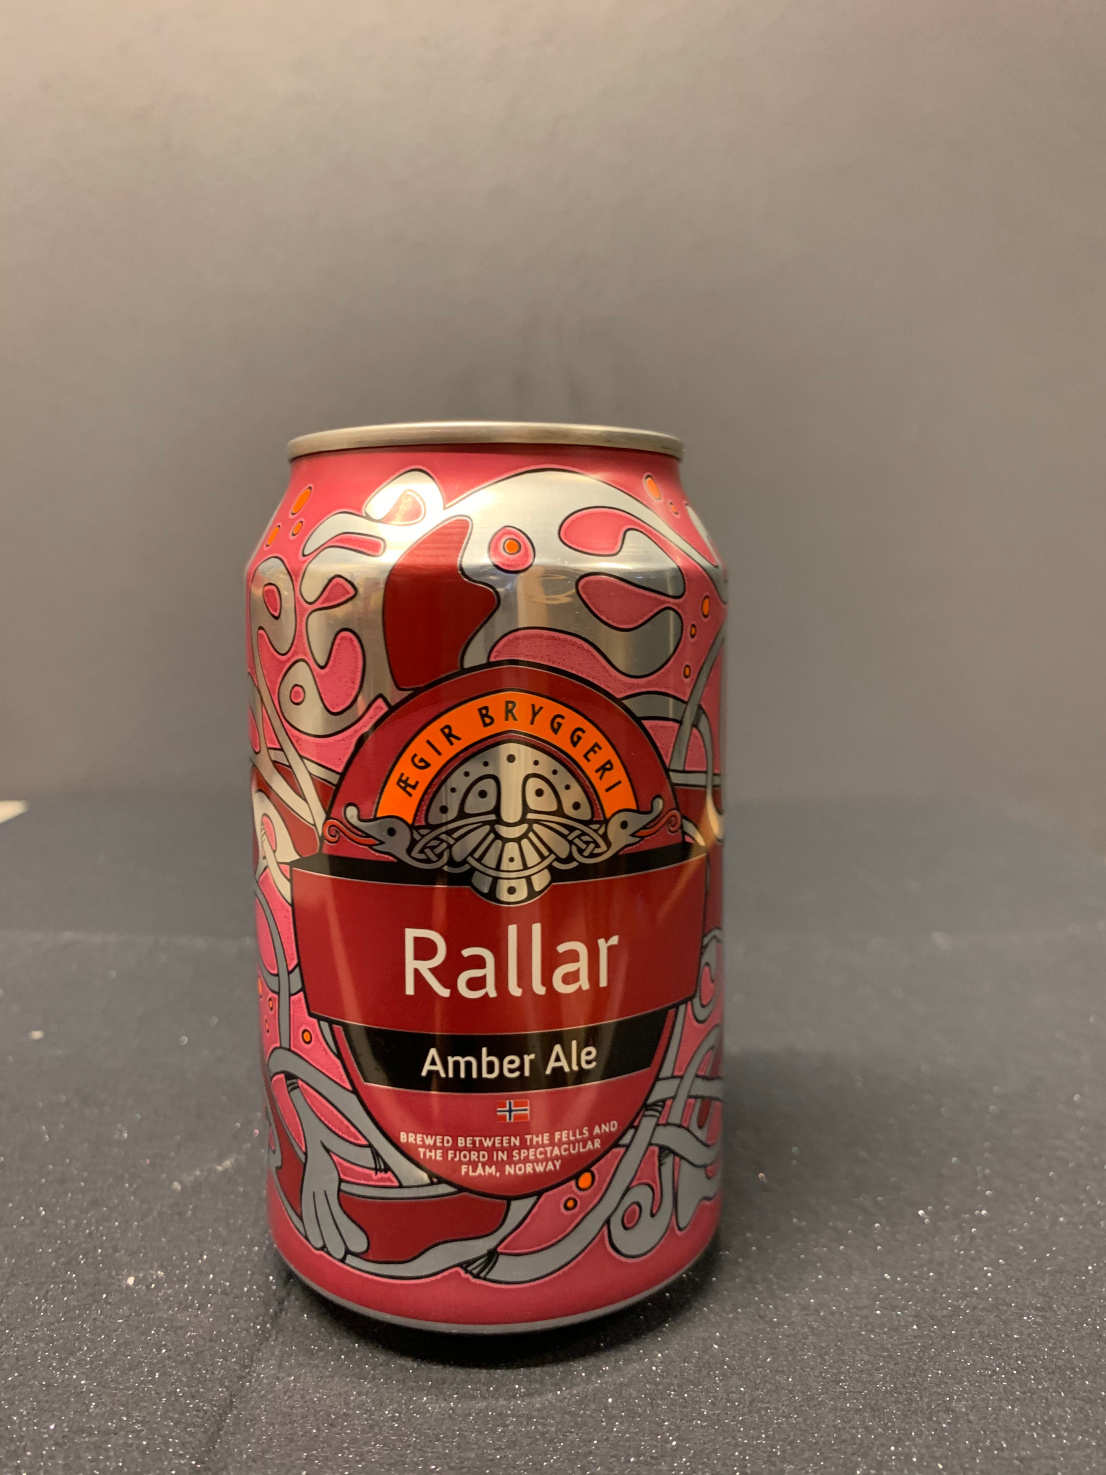 ÆGIR BRYGGERI
Rallar
Amber Ale
BREWED BETWEEN THE FELLS AND
THE FJORD IN SPECTACULAR
FLÅM, NORWAY